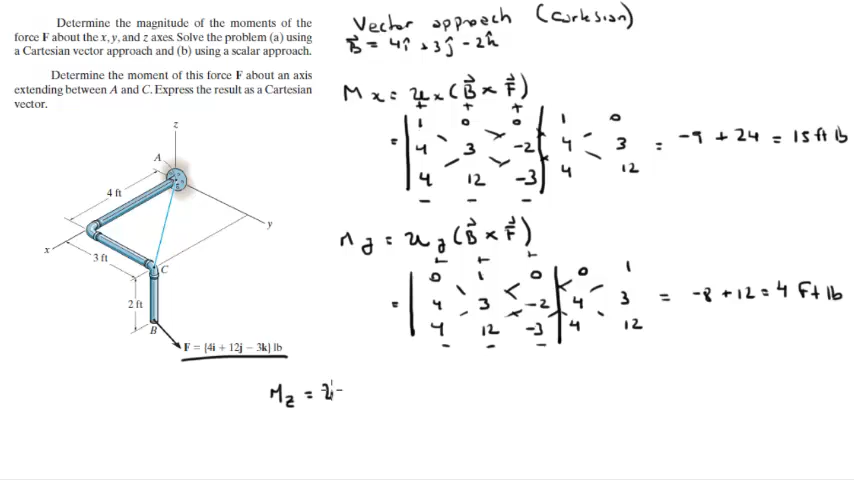 Determine the magnitude of the moments of the
force F about the x, y, and z axes. Solve the problem (a) using
a Cartesian vector approach and (b) using a scalar approach.
Determine the moment of this force F about an axis
extending between A and C. Express the result as a Cartesian
vector.
z
A
4 ft
y
x
3 ft
C
2 ft
B
F = {4i + 12j − 3k} lb
Vector approach (cartesian)
B⃗ = 4î + 3ĵ - 2k̂
Mx = ux (B⃗ × F⃗)
+ + +
= | 1 0 0 | 1 0
4 3 -2 | 4 3 = -9 + 24 = 15 ft lb
4 12 -3 | 4 12
- - -
My = uy (B⃗ × F⃗)
+ + +
0 1 0 | 0 1
= | 4 3 -2 | 4 3 = -8 + 12 = 4 Ft lb
4 12 -3 | 4 12
- - -
Mz = u